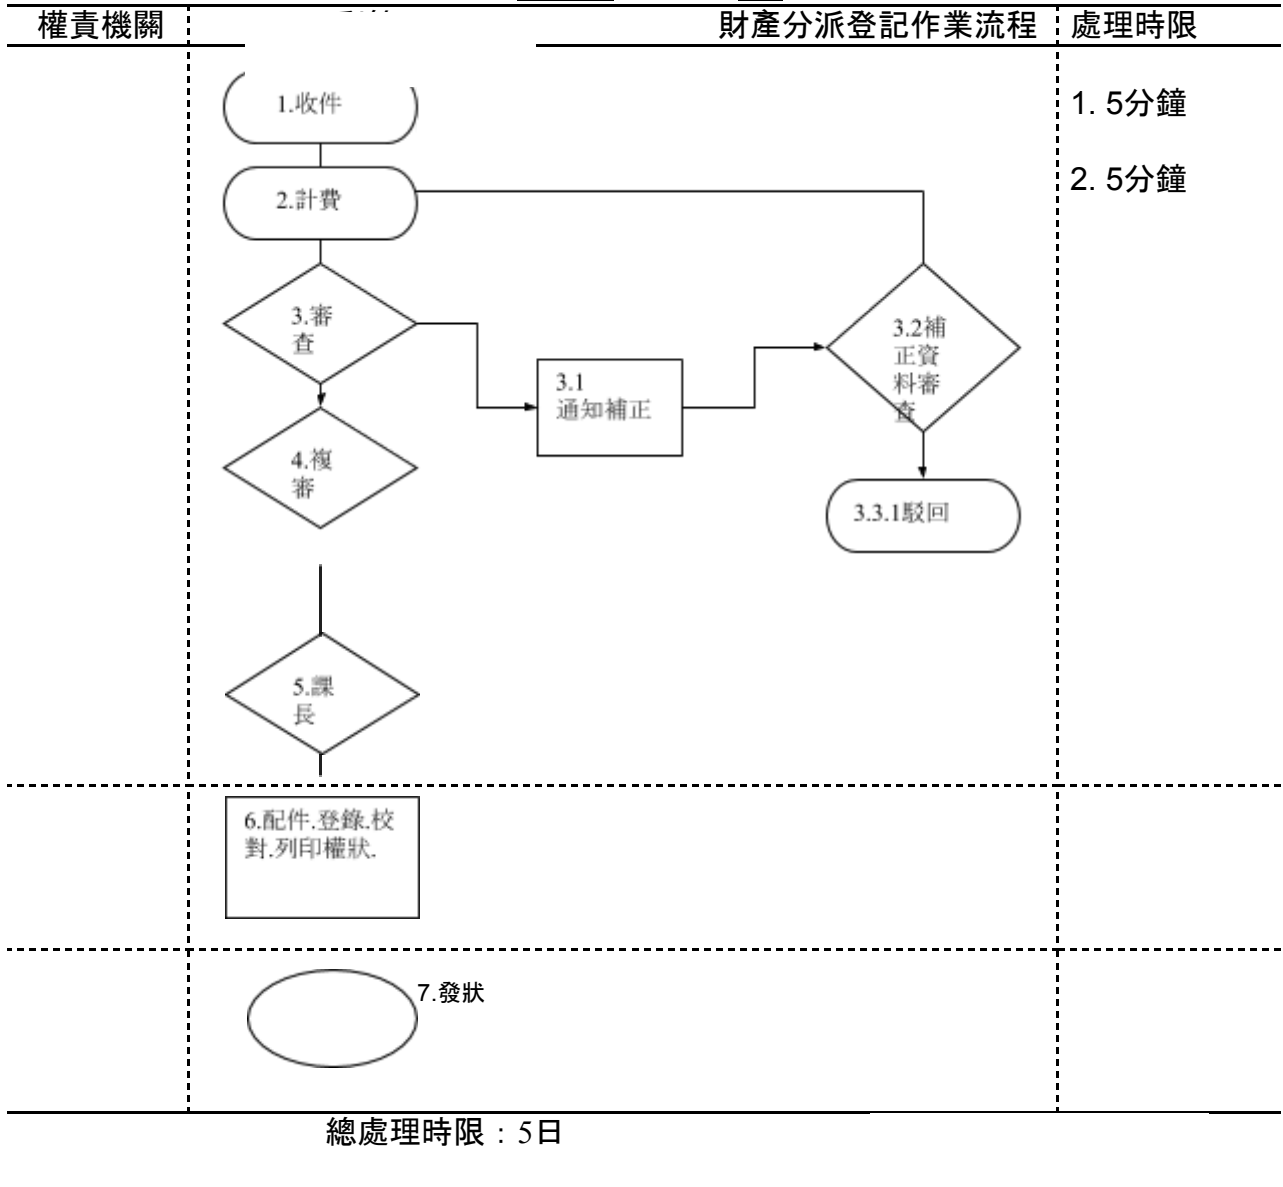 權責機關
財產分派登記作業流程
處理時限
1.收件
1. 5分鐘
2.計費
2. 5分鐘
3.審
查
3.1
通知補正
3.2補
正資
料審
查
4.複
審
3.3.1駁回
5.課
長
6.配件.登錄.校
對.列印權狀.
7.發狀
總處理時限：5日